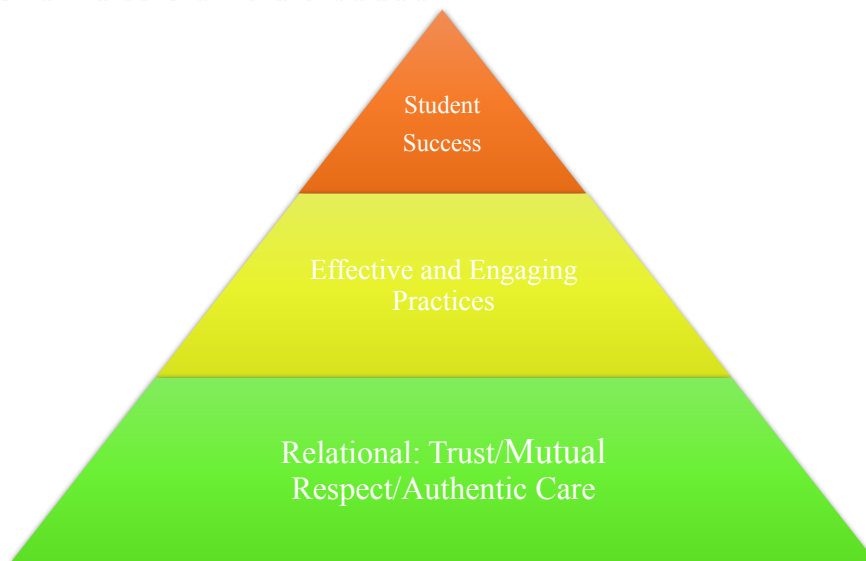 Student
Success
Effective and Engaging
Practices
Relational: Trust/Mutual
Respect/Authentic Care